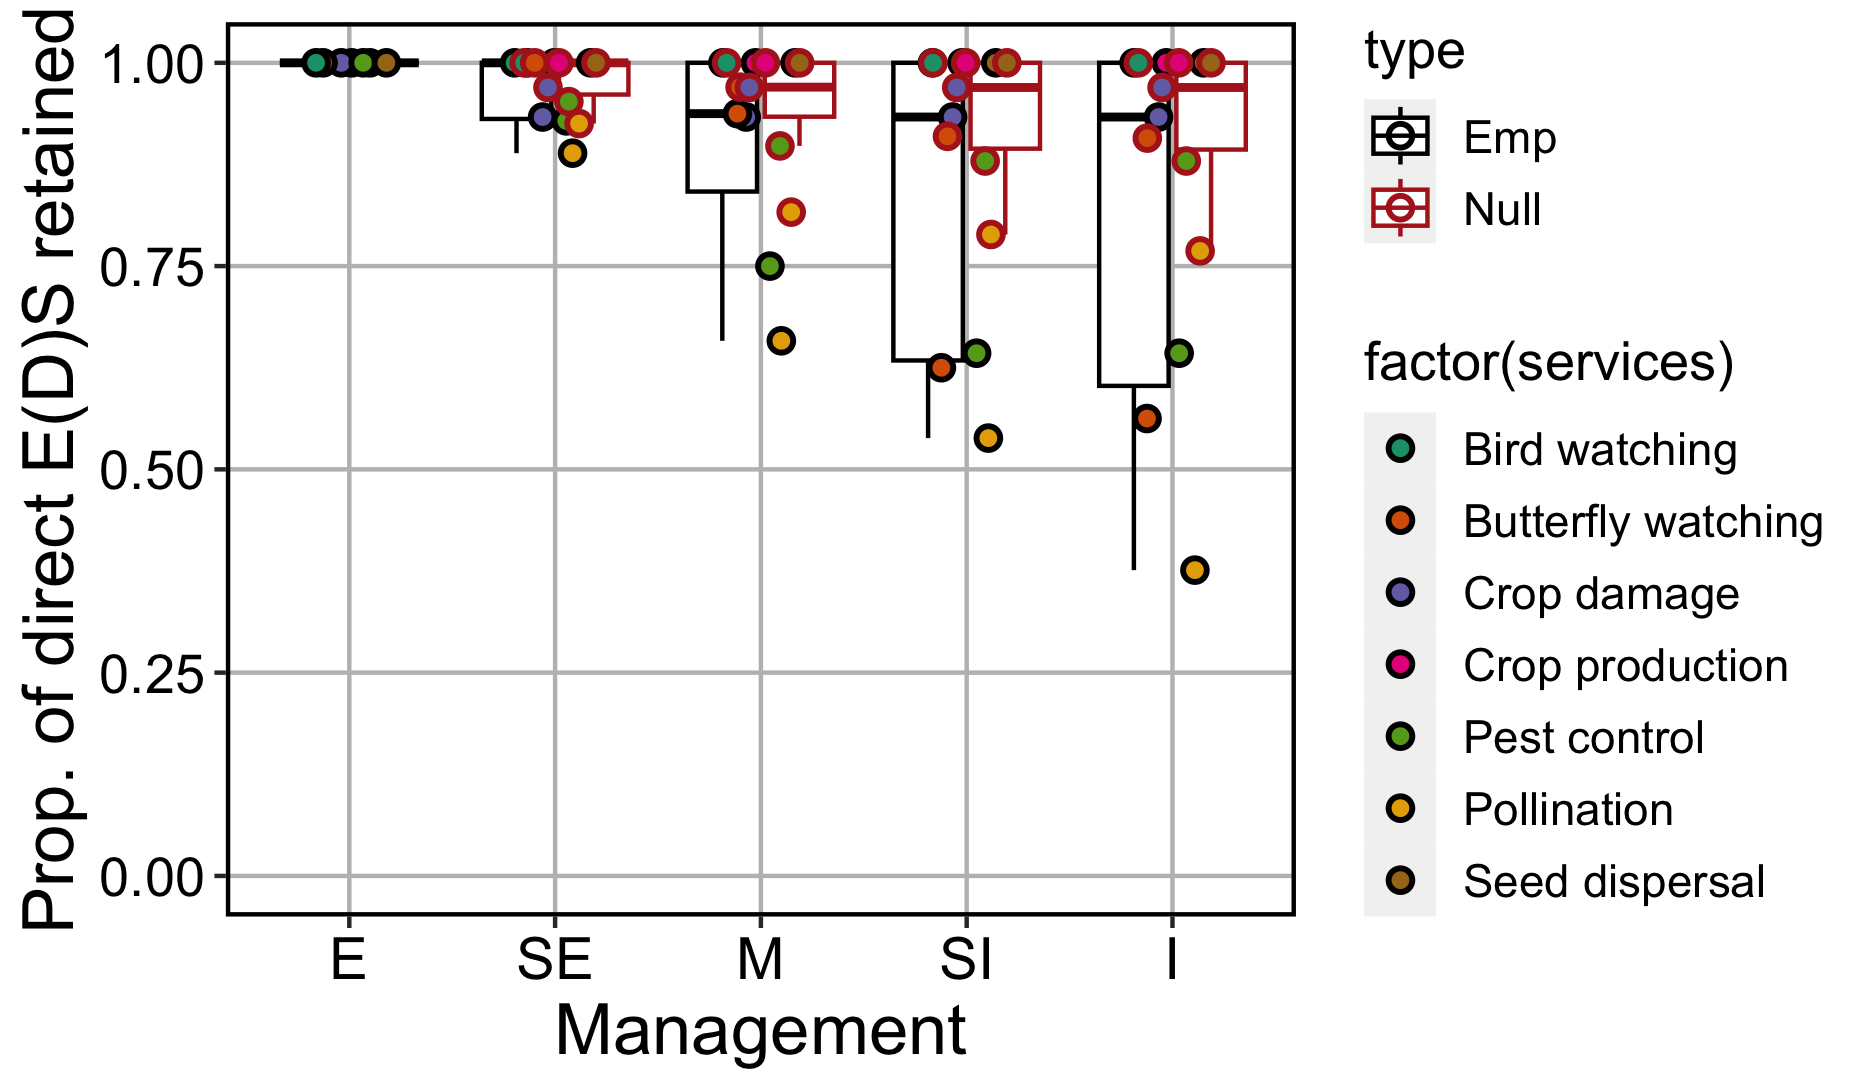 Prop. of direct E(D)S retained
1.00
0.75
0.50
0.25
0.00
E SE M SI I
Management
type
Emp
Null
factor(services)
Bird watching
Butterfly watching
Crop damage
Crop production
Pest control
Pollination
Seed dispersal